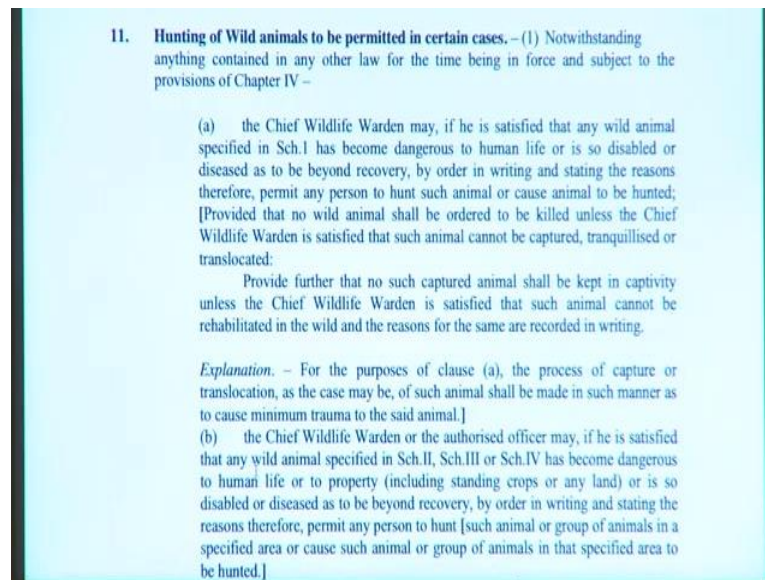 11. Hunting of Wild animals to be permitted in certain cases. – (1) Notwithstanding
anything contained in any other law for the time being in force and subject to the
provisions of Chapter IV –
(a) the Chief Wildlife Warden may, if he is satisfied that any wild animal
specified in Sch.1 has become dangerous to human life or is so disabled or
diseased as to be beyond recovery, by order in writing and stating the reasons
therefore, permit any person to hunt such animal or cause animal to be hunted;
[Provided that no wild animal shall be ordered to be killed unless the Chief
Wildlife Warden is satisfied that such animal cannot be captured, tranquillised or
translocated:
Provide further that no such captured animal shall be kept in captivity
unless the Chief Wildlife Warden is satisfied that such animal cannot be
rehabilitated in the wild and the reasons for the same are recorded in writing.
Explanation. – For the purposes of clause (a), the process of capture or
translocation, as the case may be, of such animal shall be made in such manner as
to cause minimum trauma to the said animal.]
(b) the Chief Wildlife Warden or the authorised officer may, if he is satisfied
that any wild animal specified in Sch.II, Sch.III or Sch.IV has become dangerous
to human life or to property (including standing crops or any land) or is so
disabled or diseased as to be beyond recovery, by order in writing and stating the
reasons therefore, permit any person to hunt [such animal or group of animals in a
specified area or cause such animal or group of animals in that specified area to
be hunted.]